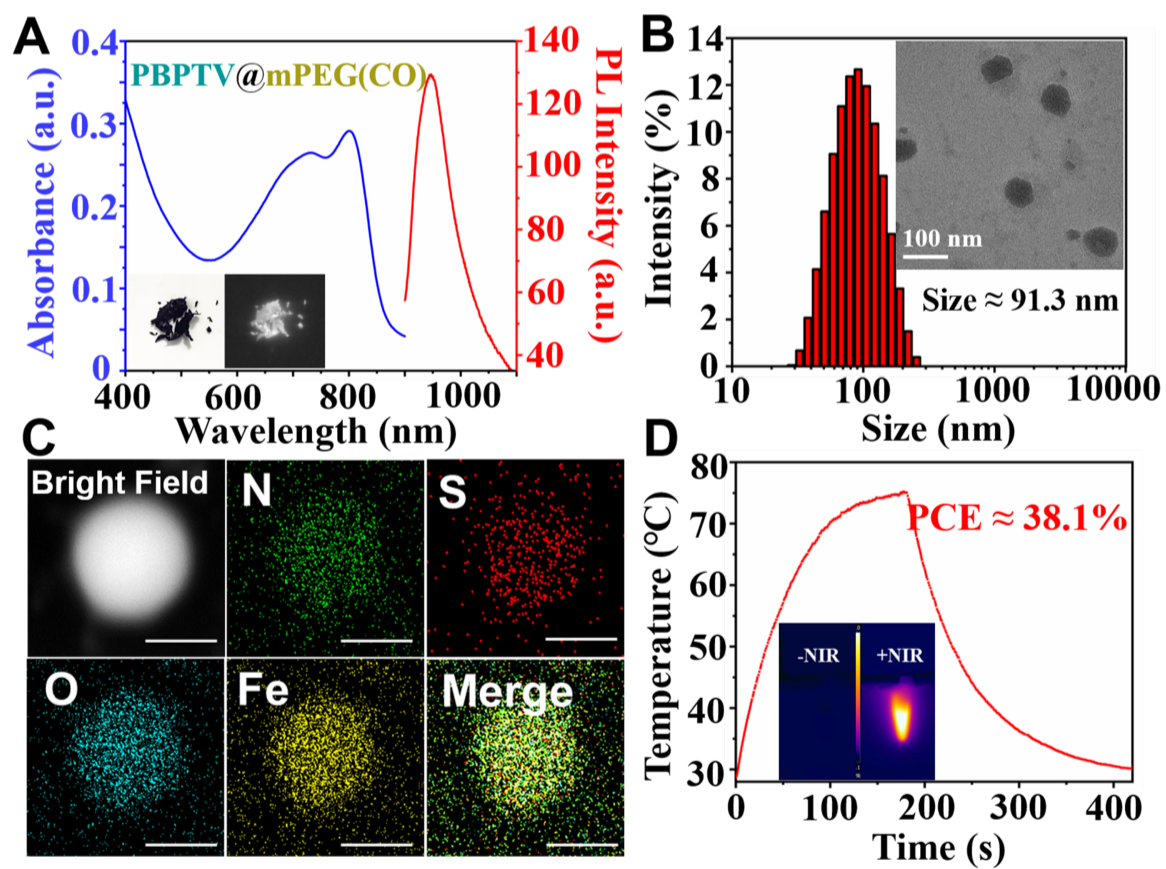 A
PBPTV@mPEG(CO)
Absorbance (a.u.)
0.4
0.3
0.2
0.1
0
PL Intensity (a.u.)
140
120
100
80
60
40
400 600 800 1000
Wavelength (nm)
B
Intensity (%)
14
12
10
8
6
4
2
0
100 nm
Size ≈ 91.3 nm
10 100 1000 10000
Size (nm)
C
Bright Field
N
S
O
Fe
Merge
D
Temperature (℃)
80
70
60
50
40
30
PCE ≈ 38.1%
-NIR
+NIR
0 100 200 300 400
Time (s)